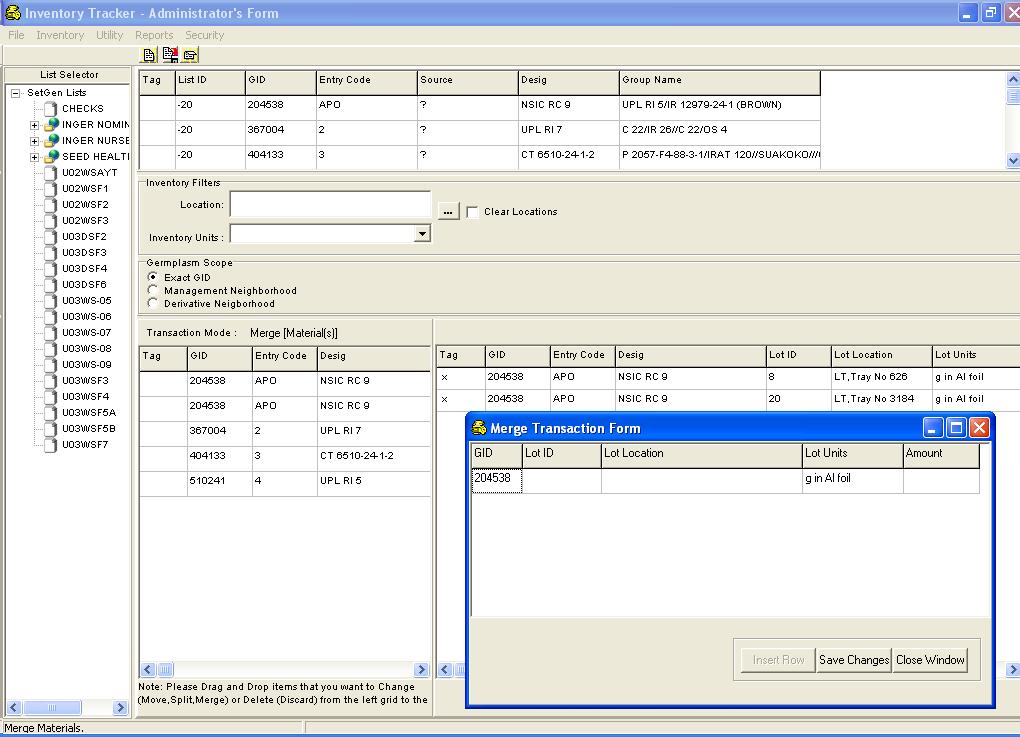 Inventory Tracker - Administrator's Form
File Inventory Utility Reports Security
List Selector
SetGen Lists
CHECKS
INGER NOMIN
INGER NURSE
SEED HEALTI
U02WSAYT
U02WSF1
U02WSF2
U02WSF3
U03DSF2
U03DSF3
U03DSF4
U03DSF6
U03WS-05
U03WS-06
U03WS-07
U03WS-08
U03WS-09
U03WSF3
U03WSF4
U03WSF5A
U03WSF5B
U03WSF7
Tag List ID GID Entry Code Source Desig Group Name
-20 204538 APO ? NSIC RC 9 UPL RI 5/IR 12979-24-1 (BROWN)
-20 367004 2 ? UPL RI 7 C 22/IR 26//C 22/OS 4
-20 404133 3 ? CT 6510-24-1-2 P 2057-F4-88-3-1/IRAT 120//SUAKOKO///
Inventory Filters
Location: ... Clear Locations
Inventory Units :
Germplasm Scope
Exact GID
Management Neighborhood
Derivative Neigborhood
Transaction Mode : Merge [Material(s)]
Tag GID Entry Code Desig
204538 APO NSIC RC 9
204538 APO NSIC RC 9
367004 2 UPL RI 7
404133 3 CT 6510-24-1-2
510241 4 UPL RI 5
Note: Please Drag and Drop items that you want to Change
(Move,Split,Merge) or Delete (Discard) from the left grid to the
Tag GID Entry Code Desig Lot ID Lot Location Lot Units
x 204538 APO NSIC RC 9 8 LT,Tray No 626 g in Al foil
x 204538 APO NSIC RC 9 20 LT,Tray No 3184 g in Al foil
Merge Transaction Form
GID Lot ID Lot Location Lot Units Amount
204538 g in Al foil
Insert Row Save Changes Close Window
Merge Materials.